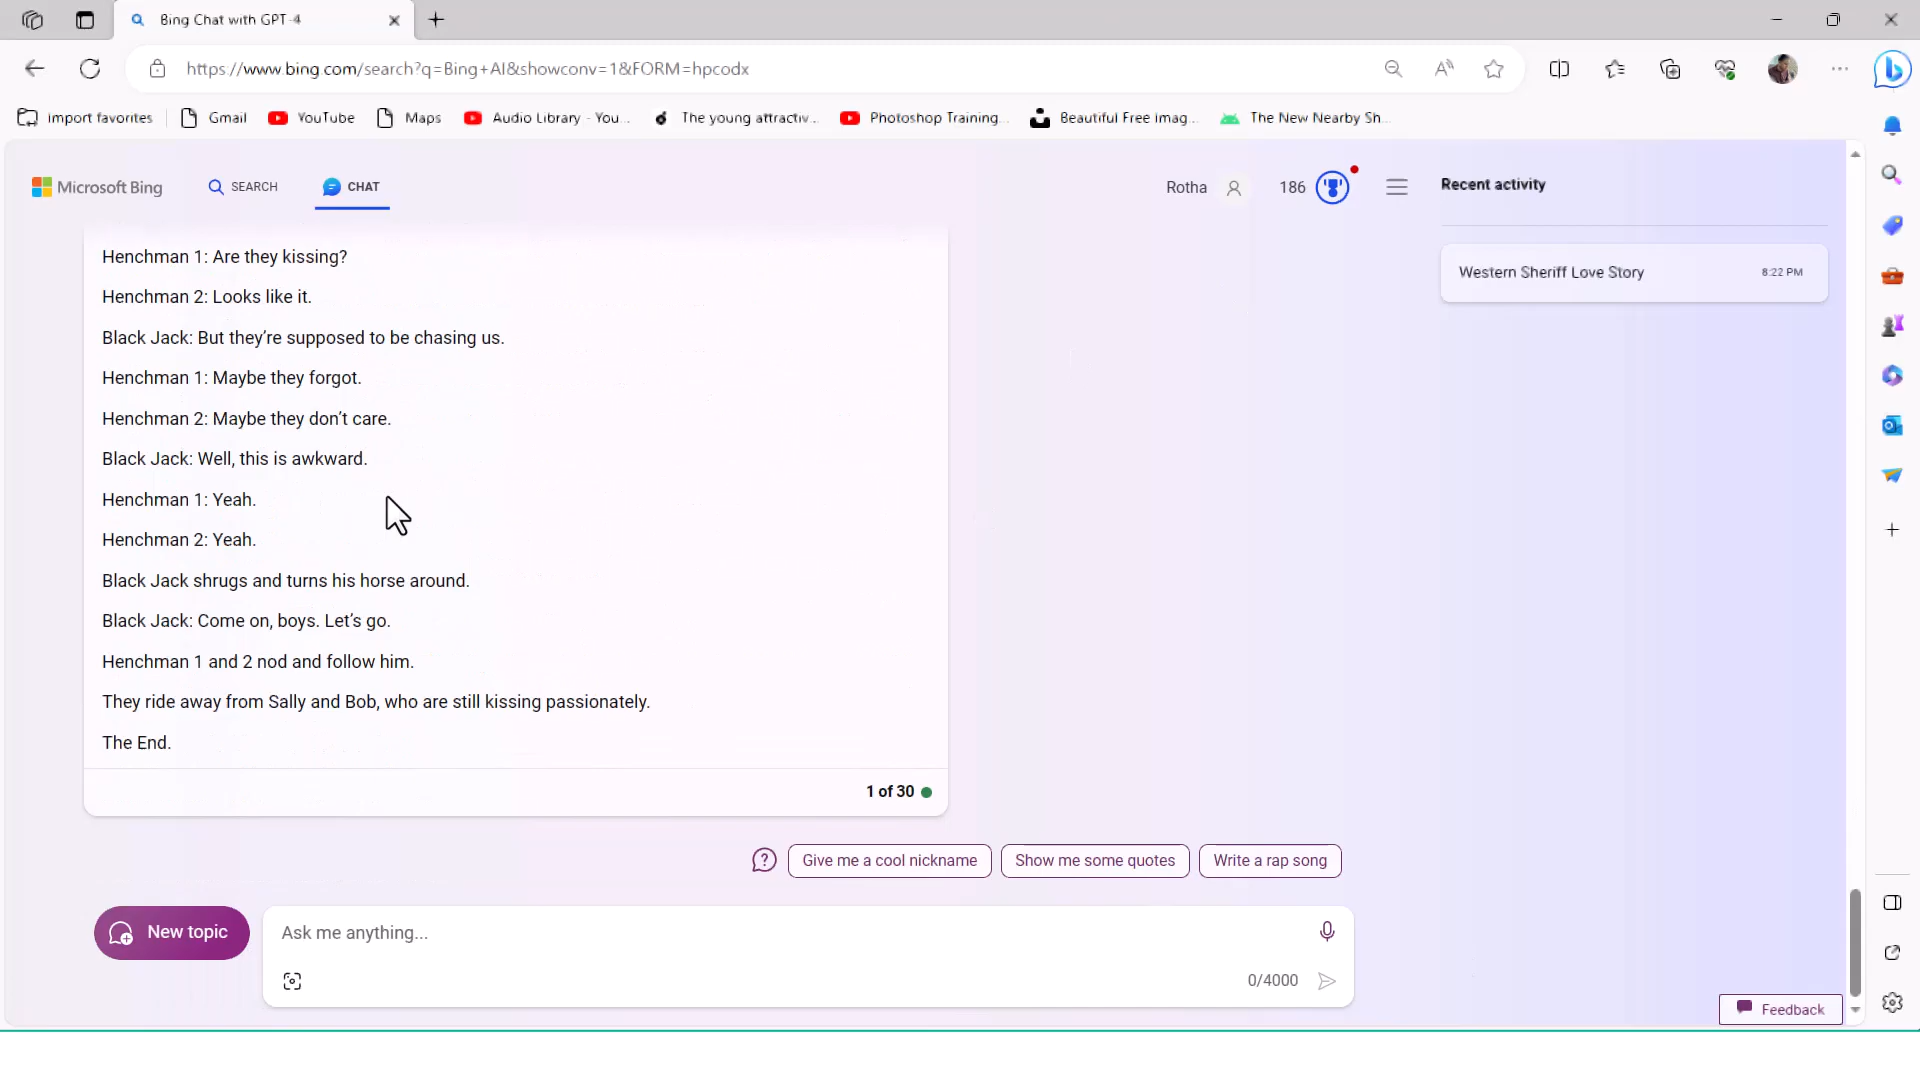 Bing Chat with GPT-4
https://www.bing.com/search?q=Bing+AI&showconv=1&FORM=hpcodx
Import favorites
Gmail
YouTube
Maps
Audio Library - You...
The young attractiv...
Photoshop Training...
Beautiful Free Imag...
The New Nearby Sh...
Microsoft Bing
SEARCH
CHAT
Rotha
186
Recent activity
Western Sheriff Love Story
8:22 PM
Henchman 1: Are they kissing?
Henchman 2: Looks like it.
Black Jack: But they’re supposed to be chasing us.
Henchman 1: Maybe they forgot.
Henchman 2: Maybe they don’t care.
Black Jack: Well, this is awkward.
Henchman 1: Yeah.
Henchman 2: Yeah.
Black Jack shrugs and turns his horse around.
Black Jack: Come on, boys. Let’s go.
Henchman 1 and 2 nod and follow him.
They ride away from Sally and Bob, who are still kissing passionately.
The End.
1 of 30
Give me a cool nickname
Show me some quotes
Write a rap song
New topic
Ask me anything...
0/4000
Feedback